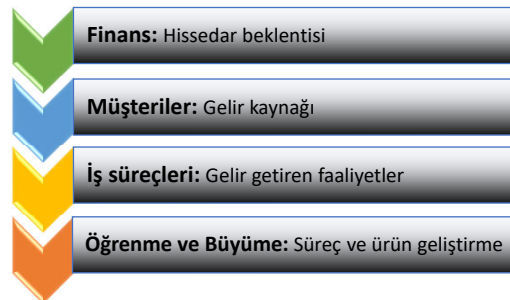 Finans: Hissedar beklentisi
Müşteriler: Gelir kaynağı
İş süreçleri: Gelir getiren faaliyetler
Öğrenme ve Büyüme: Süreç ve ürün geliştirme